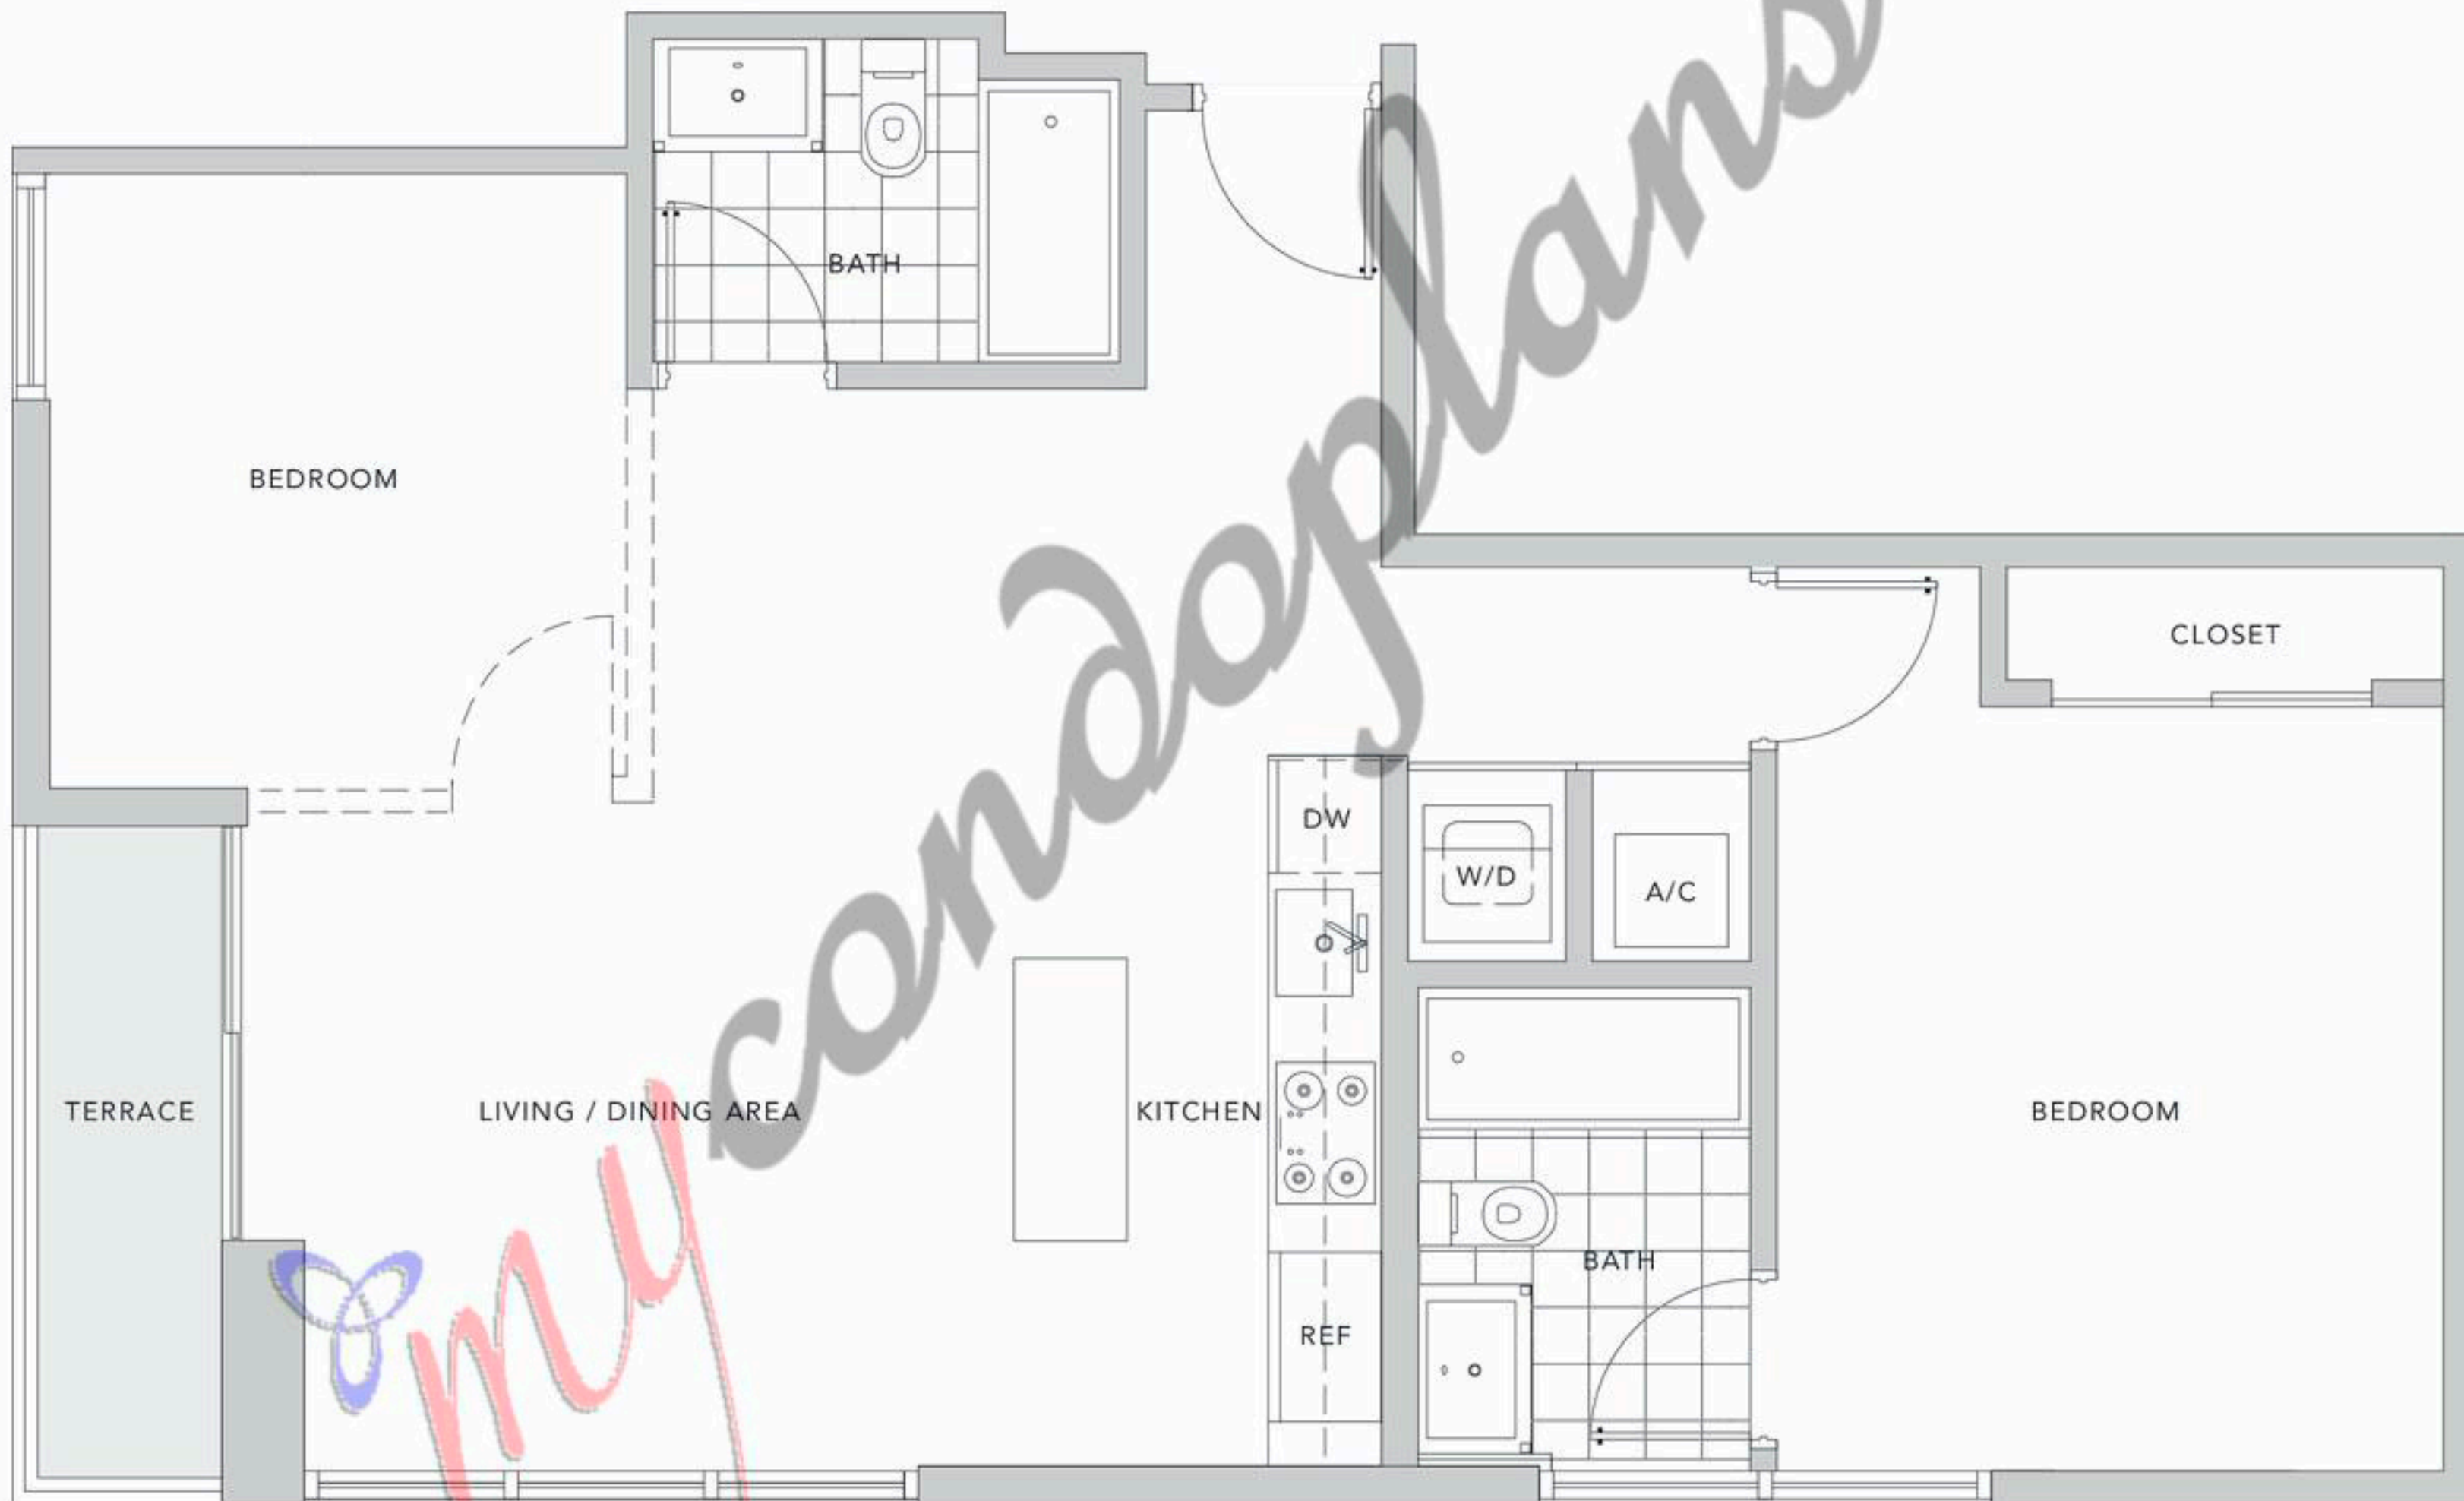 BATH
BEDROOM
CLOSET
DW
W/D
A/C
TERRACE
LIVING / DINING AREA
KITCHEN
BEDROOM
BATH
REF
mycondoplans